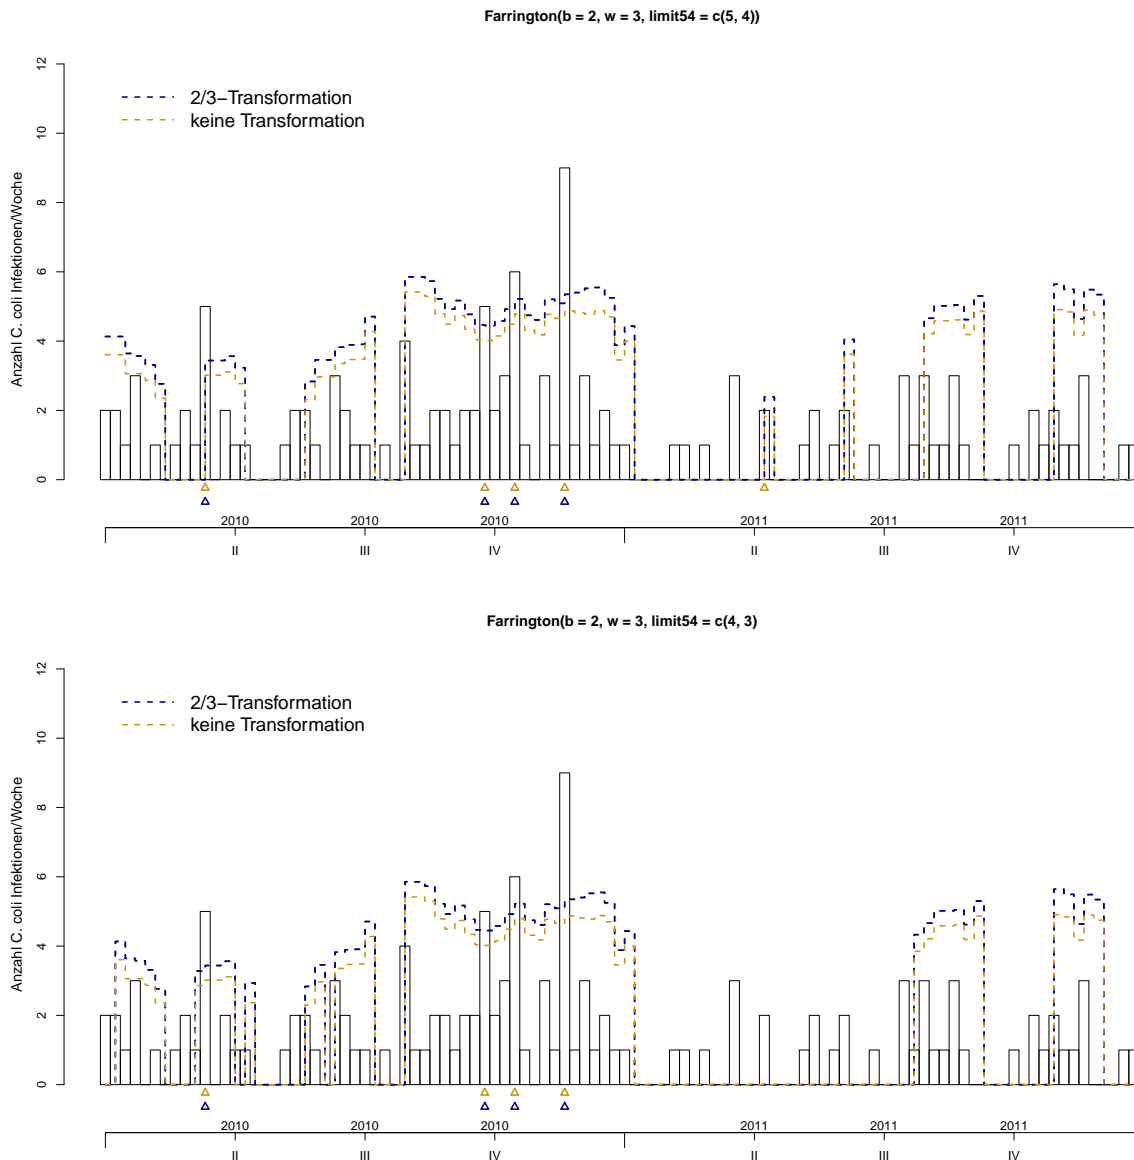 Farrington(b = 2, w = 3, limit54 = c(5, 4))
Anzahl C. coli Infektionen/Woche
12
10
8
6
4
2
0
2/3−Transformation
keine Transformation
2010 2010 2010 2011 2011 2011
II III IV II III IV
Farrington(b = 2, w = 3, limit54 = c(4, 3)
Anzahl C. coli Infektionen/Woche
12
10
8
6
4
2
0
2/3−Transformation
keine Transformation
2010 2010 2010 2011 2011 2011
II III IV II III IV